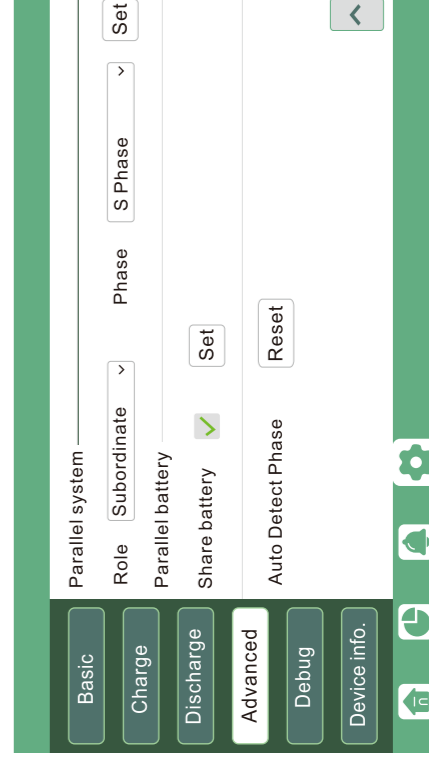 Basic
Charge
Discharge
Advanced
Debug
Device info.
Parallel system
Role Subordinate Phase S Phase Set
Parallel battery
Share battery Set
Auto Detect Phase Reset